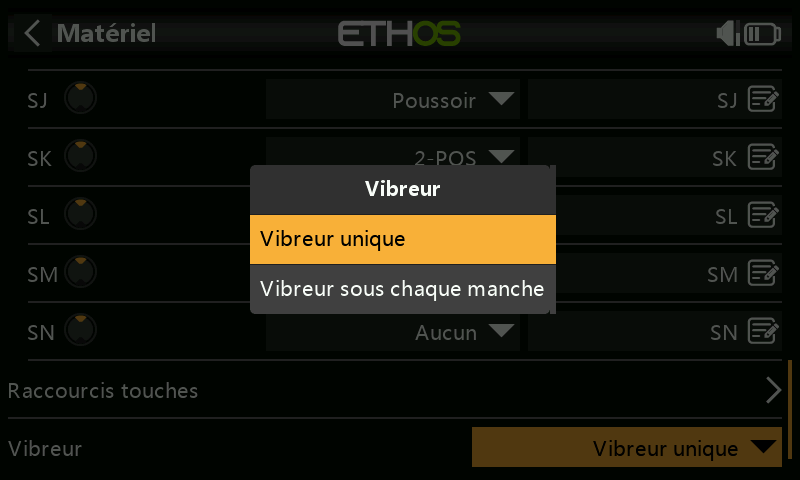 Matériel
ETHOS
SJ Poussoir SJ
SK 2-POS SK
Vibreur
SL SL
Vibreur unique
SM SM
Vibreur sous chaque manche
SN Aucun SN
Raccourcis touches
Vibreur Vibreur unique